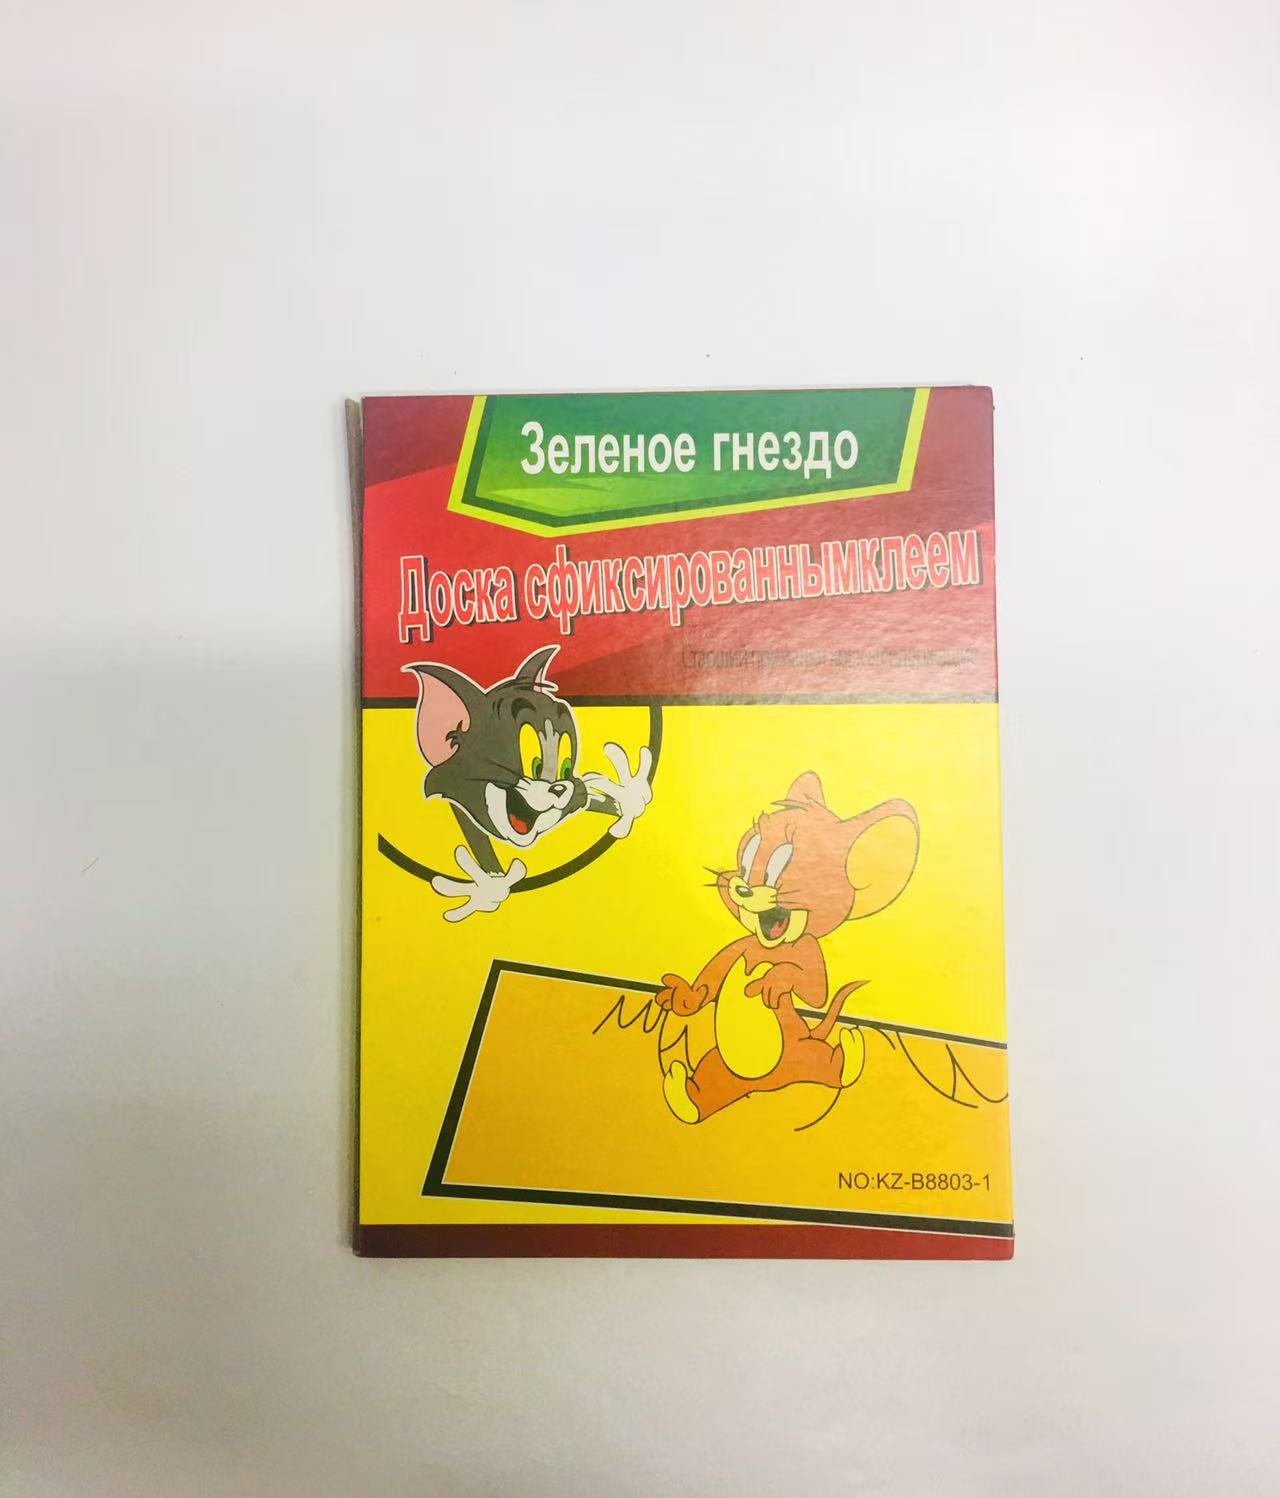 Зеленое гнездо
Доска сфиксированнымклеем
NO:KZ-B8803-1